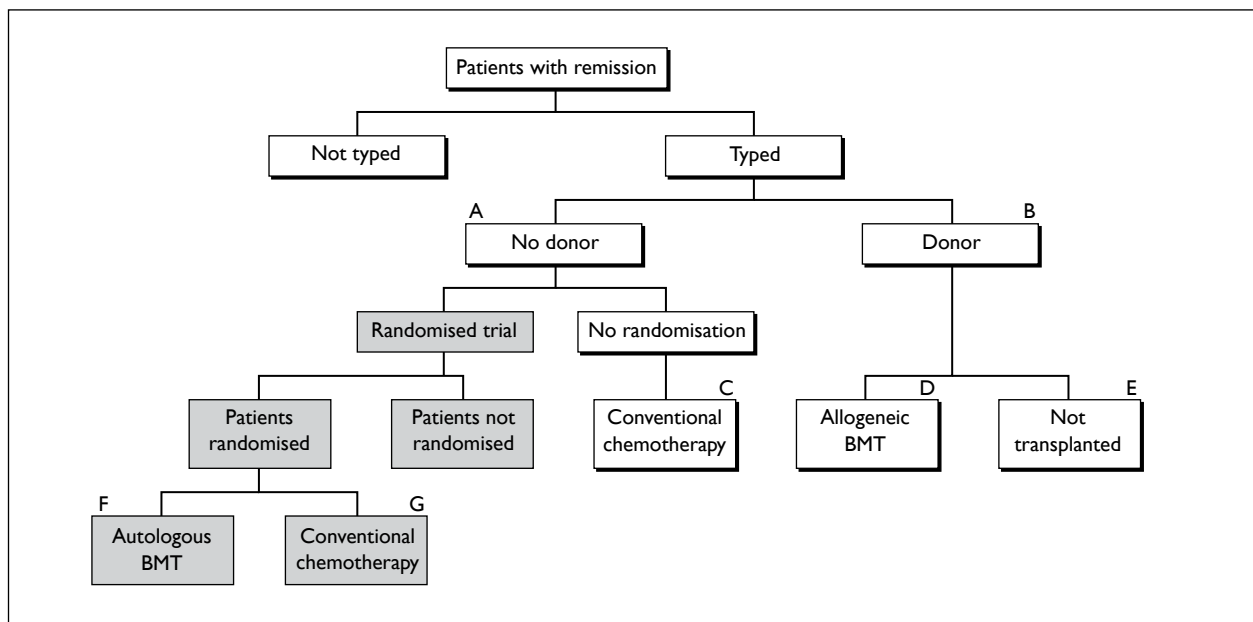 Patients with remission
Not typed
Typed
A
B
No donor
Donor
Randomised trial
No randomisation
C
D
E
Patients
randomised
Patients not
randomised
Conventional
chemotherapy
Allogeneic
BMT
Not
transplanted
F
G
Autologous
BMT
Conventional
chemotherapy